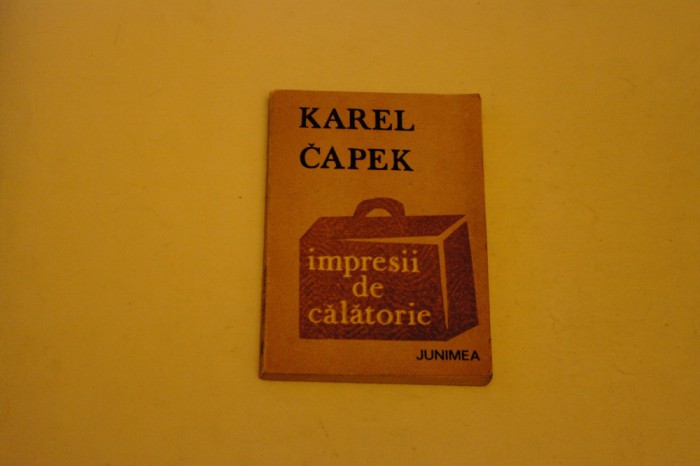 KAREL
ČAPEK
impresii
de
călătorie
JUNIMEA